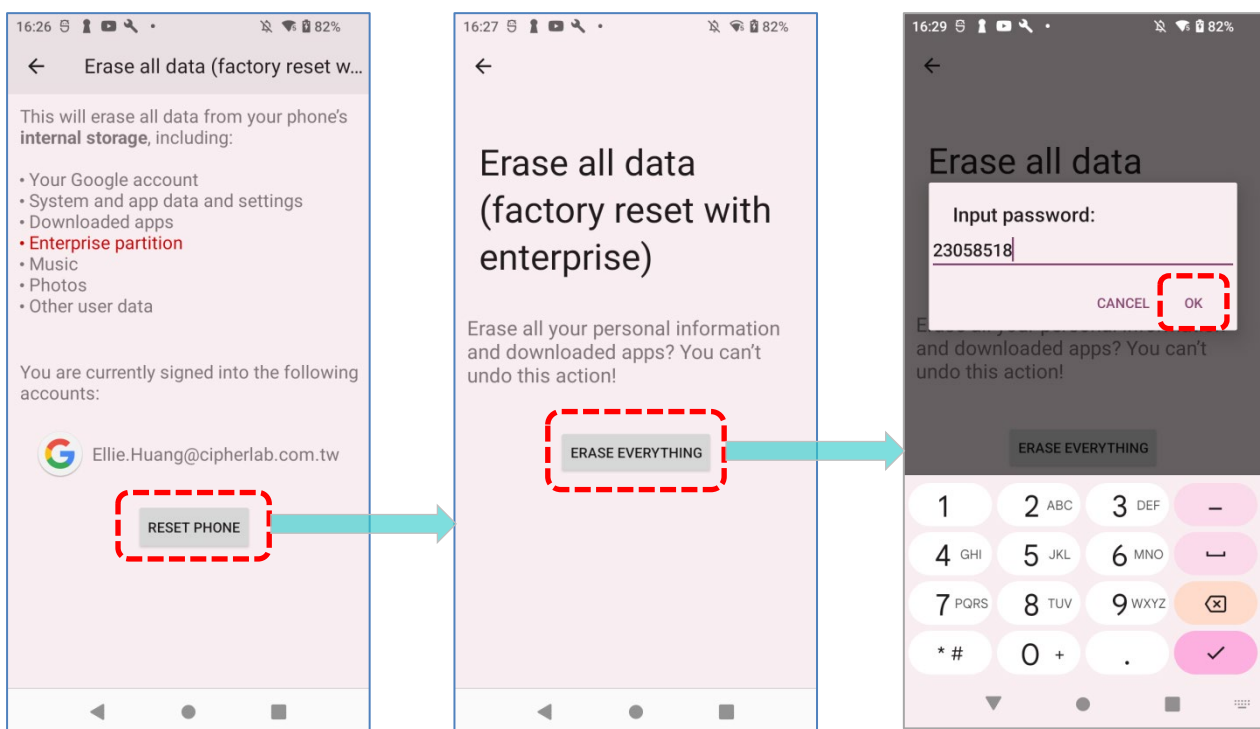 16:26 82%
Erase all data (factory reset w...
This will erase all data from your phone's
internal storage, including:
• Your Google account
• System and app data and settings
• Downloaded apps
• Enterprise partition
• Music
• Photos
• Other user data
You are currently signed into the following
accounts:
Ellie.Huang@cipherlab.com.tw
RESET PHONE
16:27 82%
Erase all data
(factory reset with
enterprise)
Erase all your personal information
and downloaded apps? You can't
undo this action!
ERASE EVERYTHING
16:29 82%
Erase all data
Input password:
23058518
CANCEL OK
and downloaded apps? You can't
undo this action!
ERASE EVERYTHING
1 2 ABC 3 DEF –
4 GHI 5 JKL 6 MNO
7 PQRS 8 TUV 9 WXYZ
* # 0 + .